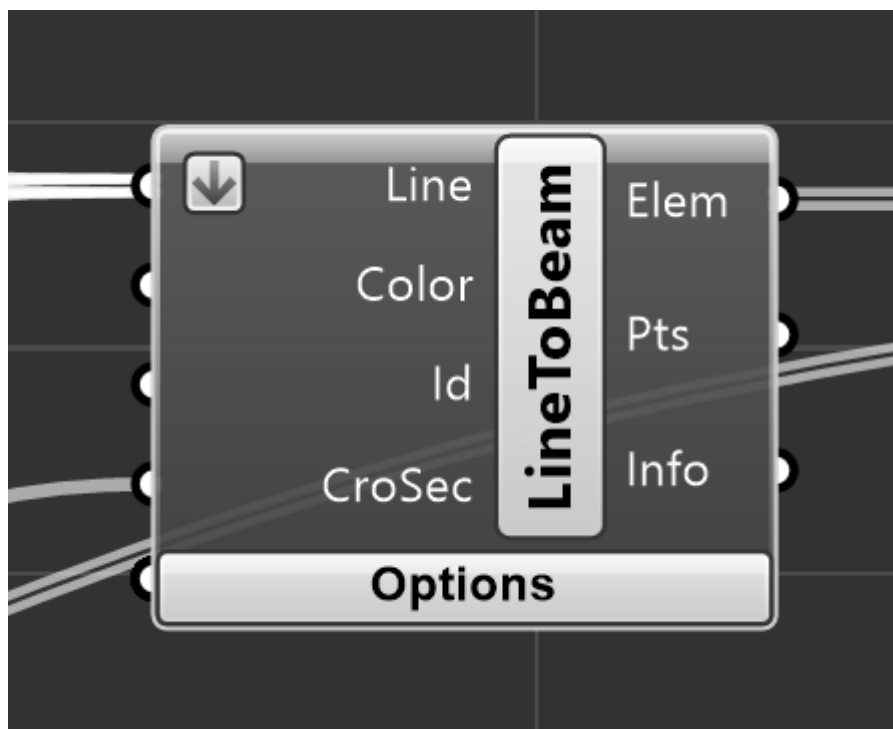 Line
Color
Id
CroSec
LineToBeam
Elem
Pts
Info
Options